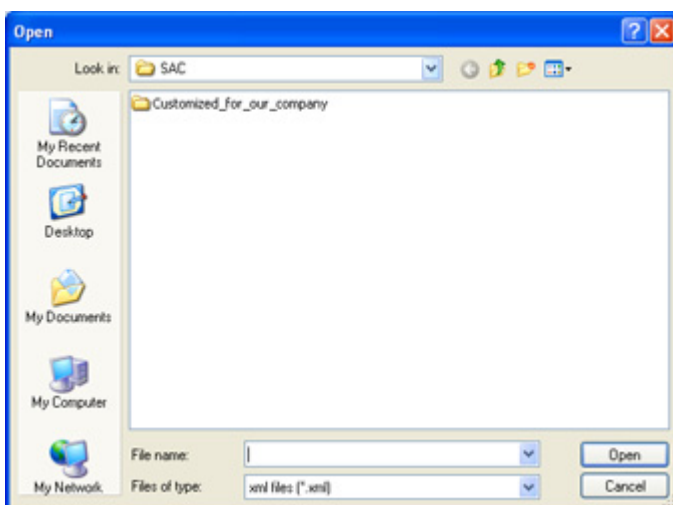 Open
Look in:
SAC
Customized_for_our_company
My Recent
Documents
Desktop
My Documents
My Computer
My Network
File name:
Open
Files of type:
xml files (*.xml)
Cancel